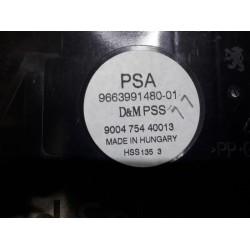 PSA
9663991480-01
D&M PSS
9004 754 40013
MADE IN HUNGARY
HSS135 3